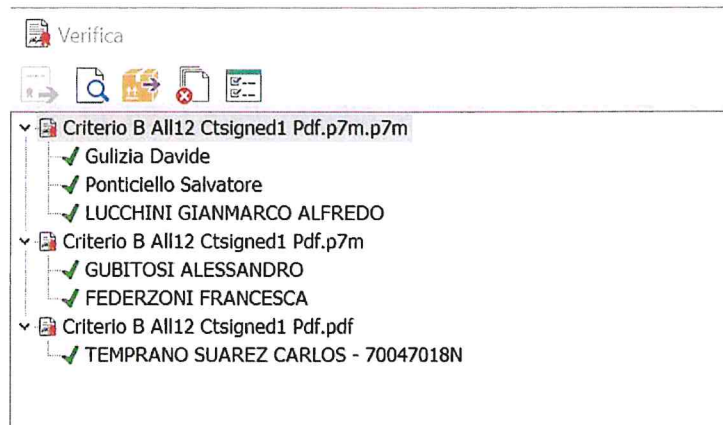 Verifica
Criterio B All12 Ctsigned1 Pdf.p7m.p7m
Gulizia Davide
Ponticiello Salvatore
LUCCHINI GIANMARCO ALFREDO
Criterio B All12 Ctsigned1 Pdf.p7m
GUBITOSI ALESSANDRO
FEDERZONI FRANCESCA
Criterio B All12 Ctsigned1 Pdf.pdf
TEMPRANO SUAREZ CARLOS - 70047018N